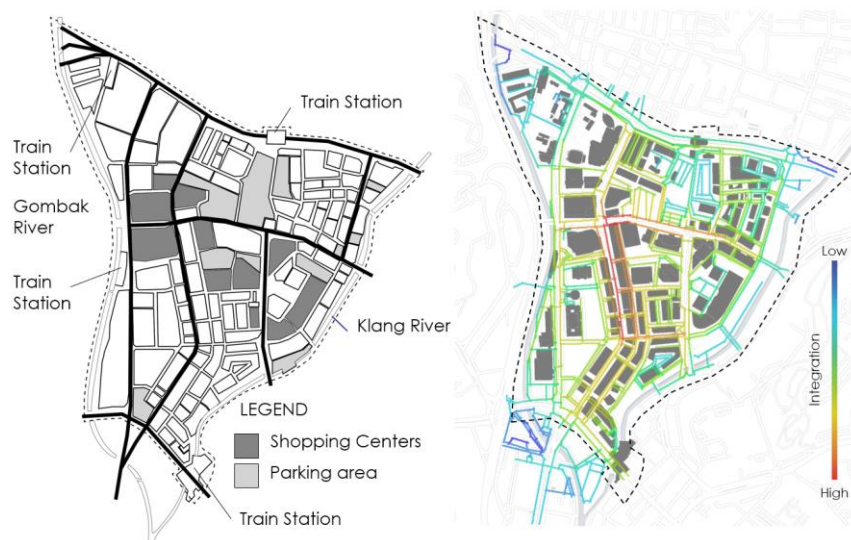 Train Station
Train
Station
Gombak
River
Train
Station
Klang River
LEGEND
Shopping Centers
Parking area
Train Station
Low
Integration
High